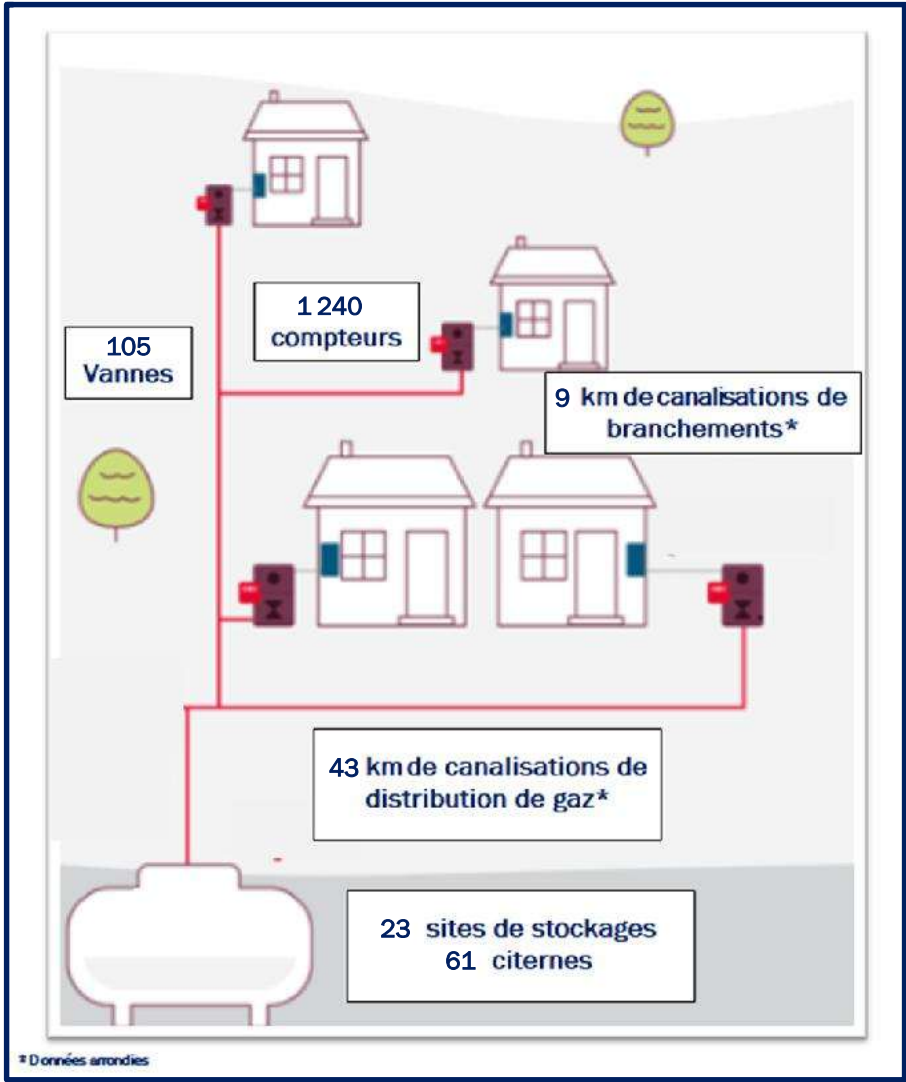 1 240
compteurs
105
Vannes
9 km de canalisations de
branchements*
43 km de canalisations de
distribution de gaz*
23 sites de stockages
61 citernes
* Données arrondies